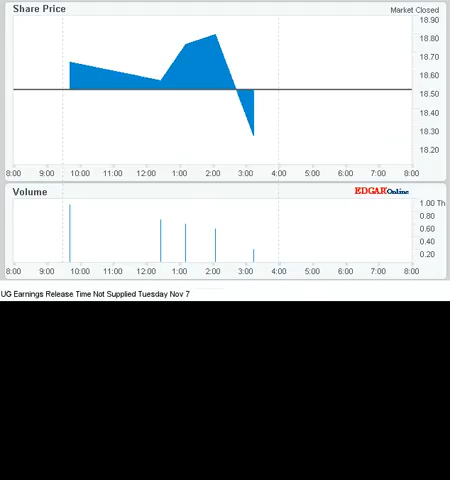 Share Price
Market Closed
18.90
18.80
18.70
18.60
18.50
18.40
18.30
18.20
8:00 9:00 10:00 11:00 12:00 1:00 2:00 3:00 4:00 5:00 6:00 7:00 8:00
Volume
EDGAR Online
1.00 Th
0.80
0.60
0.40
0.20
8:00 9:00 10:00 11:00 12:00 1:00 2:00 3:00 4:00 5:00 6:00 7:00 8:00
UG Earnings Release Time Not Supplied Tuesday Nov 7